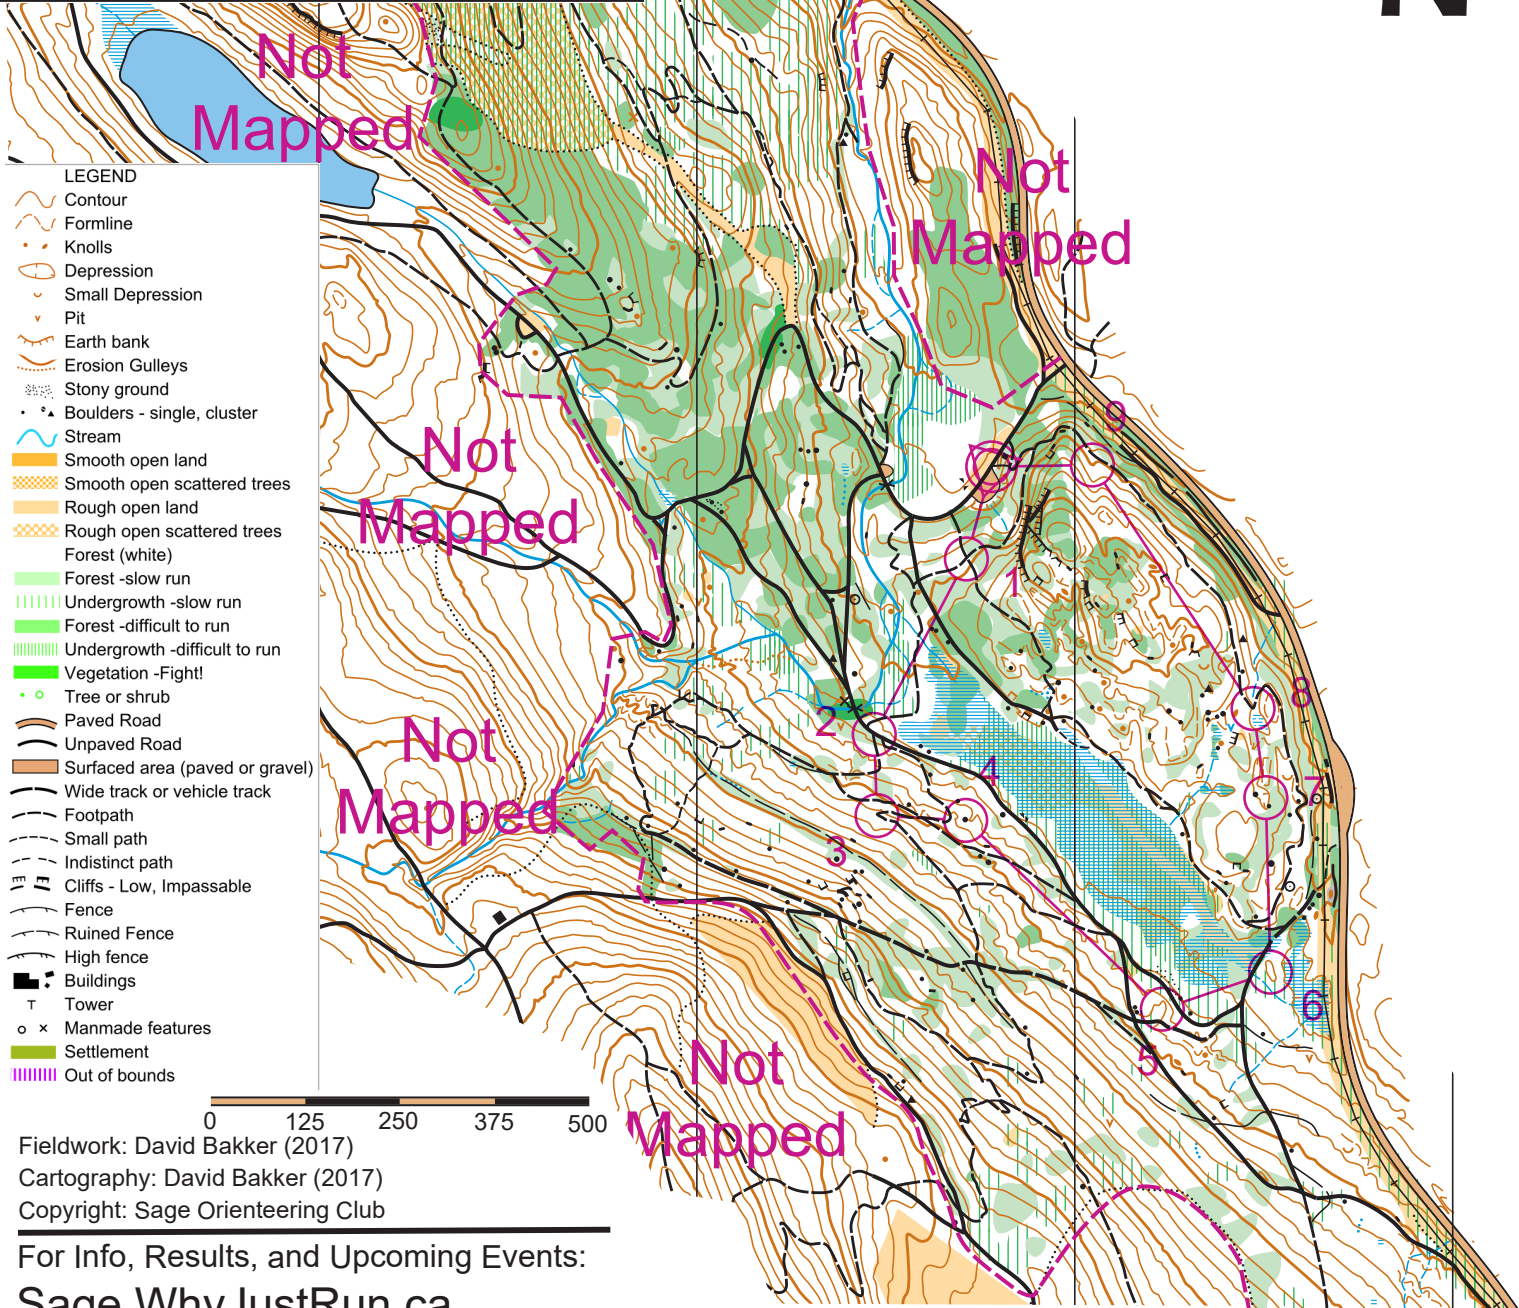 N
Not
Mapped
Not
Mapped
Not
Mapped
Not
Mapped
Not
Mapped
LEGEND
Contour
Formline
Knolls
Depression
Small Depression
Pit
Earth bank
Erosion Gulleys
Stony ground
Boulders - single, cluster
Stream
Smooth open land
Smooth open scattered trees
Rough open land
Rough open scattered trees
Forest (white)
Forest -slow run
Undergrowth -slow run
Forest -difficult to run
Undergrowth -difficult to run
Vegetation -Fight!
Tree or shrub
Paved Road
Unpaved Road
Surfaced area (paved or gravel)
Wide track or vehicle track
Footpath
Small path
Indistinct path
Cliffs - Low, Impassable
Fence
Ruined Fence
High fence
Buildings
Tower
Manmade features
Settlement
Out of bounds
1
2
3
4
5
6
7
8
9
0 125 250 375 500
Fieldwork: David Bakker (2017)
Cartography: David Bakker (2017)
Copyright: Sage Orienteering Club
For Info, Results, and Upcoming Events:
Sage.WhyJustRun.ca